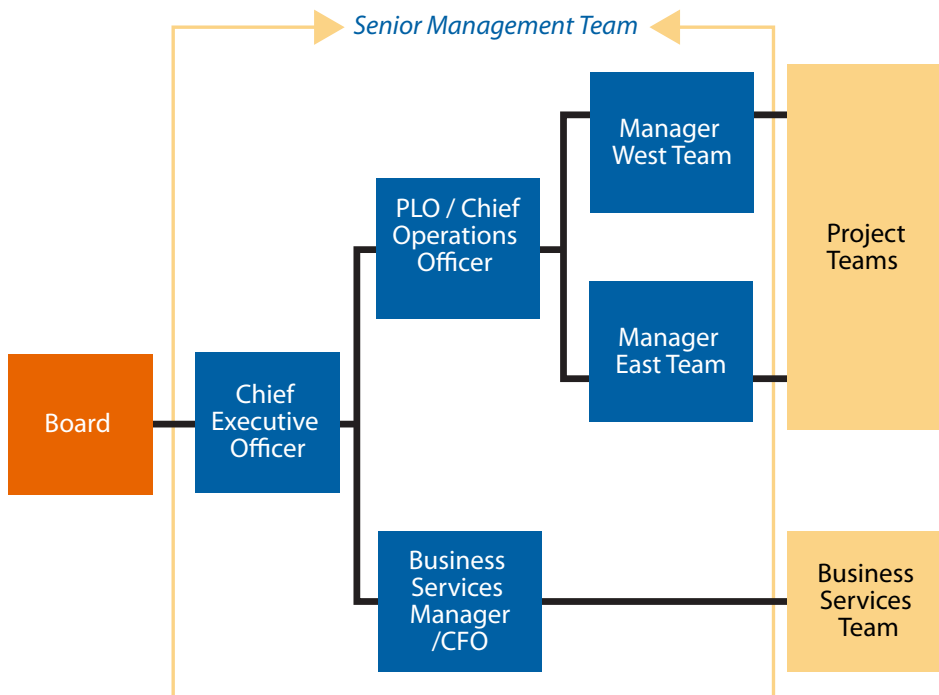 Senior Management Team
Manager
West Team
PLO / Chief
Operations
Officer
Project
Teams
Manager
East Team
Board
Chief
Executive
Officer
Business
Services
Manager
/CFO
Business
Services
Team